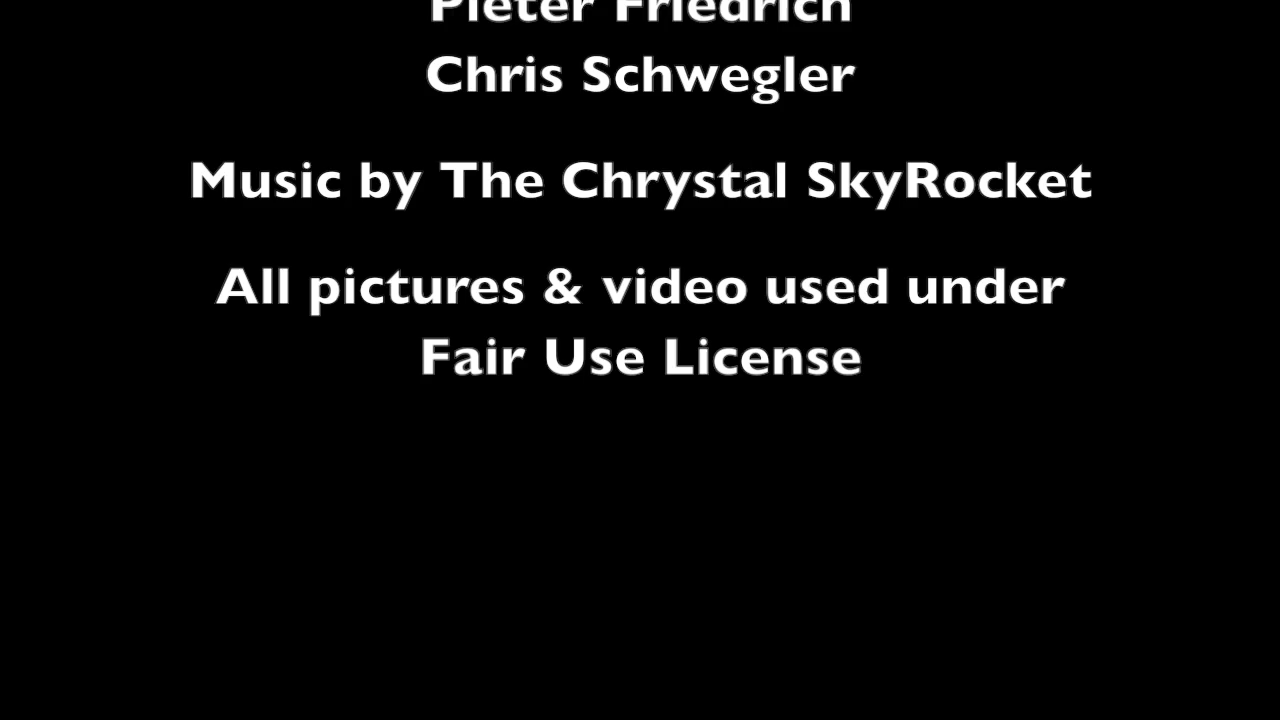 Pieter Friedrich
Chris Schwegler
Music by The Chrystal SkyRocket
All pictures & video used under
Fair Use License